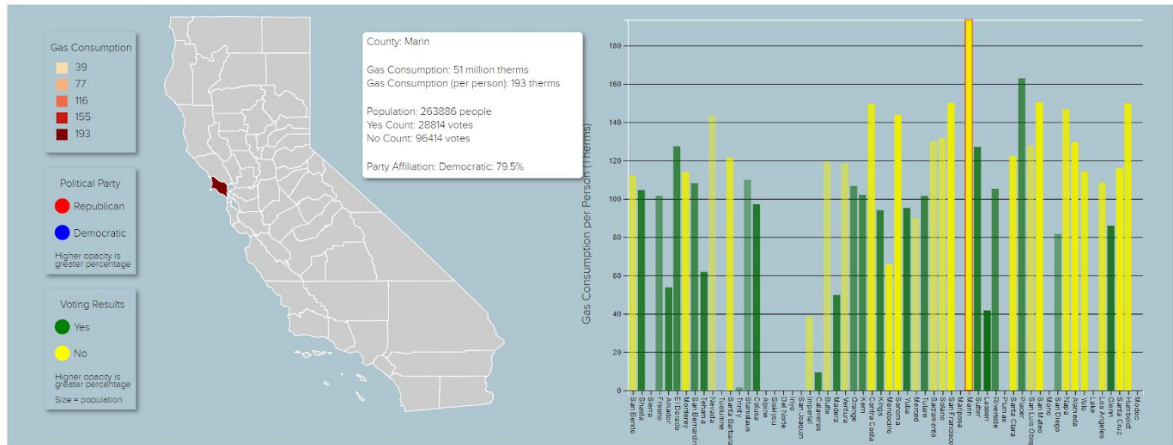 Gas Consumption
39
77
116
155
193
Political Party
Republican
Democratic
Higher opacity is
greater percentage
Voting Results
Yes
No
Higher opacity is
greater percentage
Size = population
County: Marin
Gas Consumption: 51 million therms
Gas Consumption (per person): 193 therms
Population: 263886 people
Yes Count: 28814 votes
No Count: 96414 votes
Party Affiliation: Democratic: 79.5%
Gas Consumption per Person (Therms)
180
160
140
120
100
80
60
40
20
0
San Benito
Shasta
Sierra
Fresno
Amador
El Dorado
Monterey
San Bernardino
Tehama
Nevada
Tuolumne
Santa Barbara
Trinity
Stanislaus
Colusa
Alpine
Siskiyou
Del Norte
Inyo
San Joaquin
Imperial
Calaveras
Butte
Madera
Ventura
Orange
Kern
Contra Costa
Kings
Mendocino
Sonoma
Yuba
Merced
Tulare
Sacramento
Solano
San Francisco
Mariposa
Marin
Sutter
Lassen
Riverside
Plumas
Santa Clara
Placer
San Luis Obispo
San Mateo
Mono
San Diego
Napa
Alameda
Yolo
Lake
Los Angeles
Glenn
Santa Cruz
Humboldt
Modoc